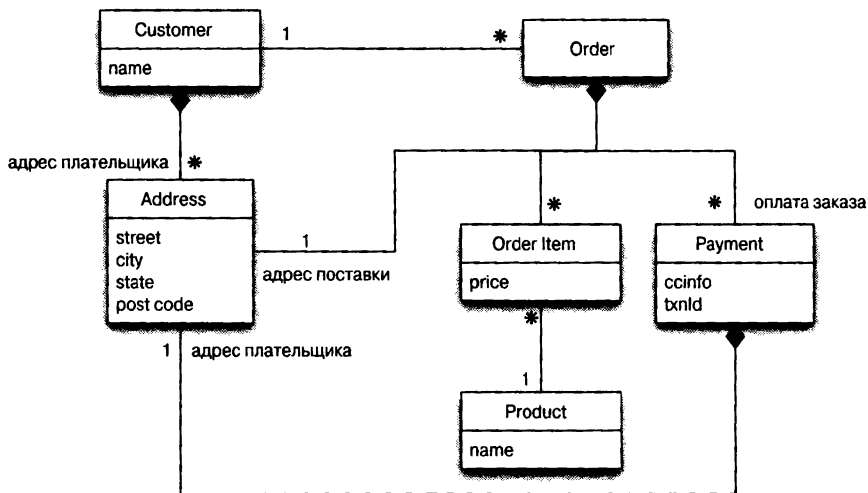 Customer
name
1
*
Order
адрес плательщика *
Address
street
city
state
post code
1
адрес поставки
*
Order Item
price
*
оплата заказа
Payment
ccinfo
txnId
1 адрес плательщика
*
1
Product
name